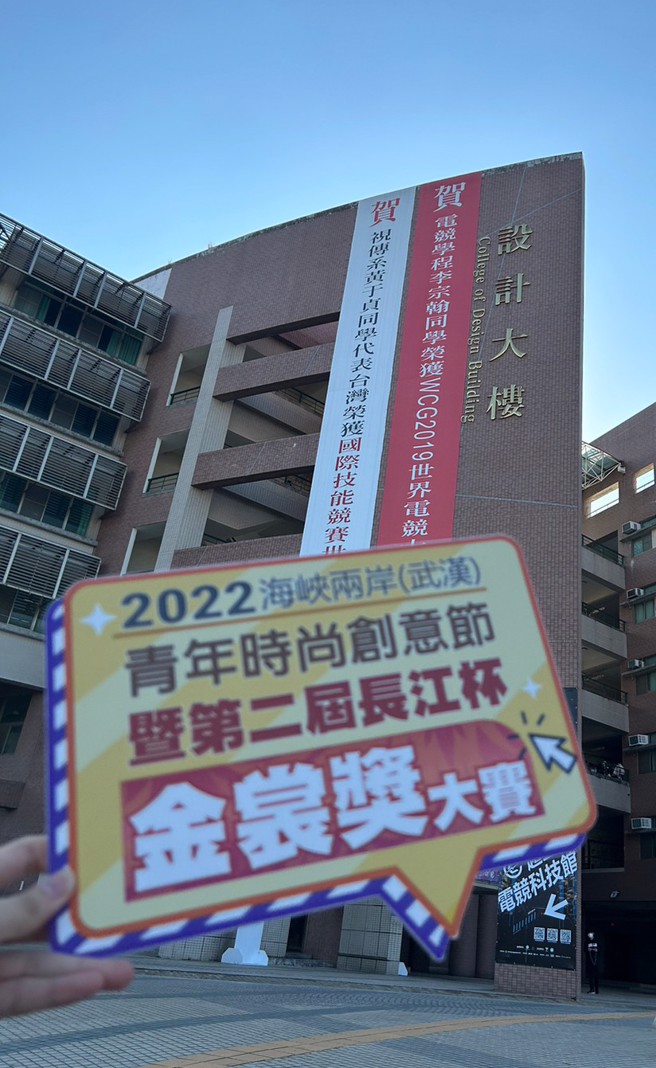 設計大樓
College of Design Building
賀 電競學程李宗翰同學榮獲WCG2019世界電競
賀 視傳系黃于貞同學代表台灣榮獲國際技能競賽世
2022海峽兩岸(武漢)
青年時尚創意節
暨第二屆長江杯
金裳獎大賽
電競科技館